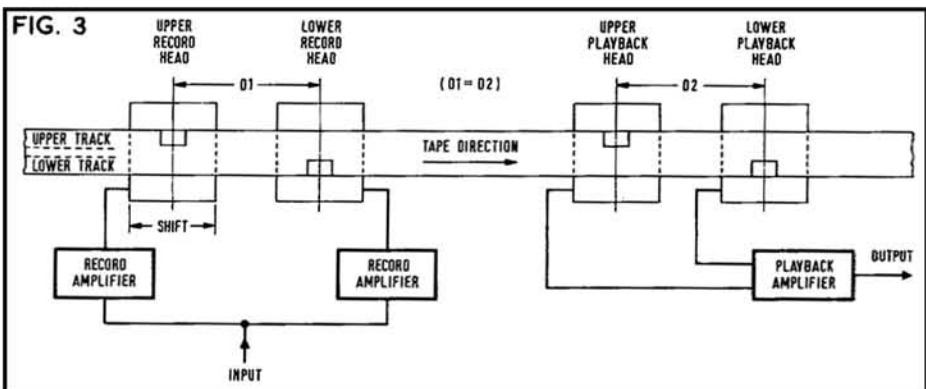 FIG. 3
UPPER
RECORD
HEAD
LOWER
RECORD
HEAD
UPPER
PLAYBACK
HEAD
LOWER
PLAYBACK
HEAD
D1
(D1=D2)
D2
UPPER TRACK
LOWER TRACK
TAPE DIRECTION
SHIFT
RECORD
AMPLIFIER
RECORD
AMPLIFIER
PLAYBACK
AMPLIFIER
OUTPUT
INPUT